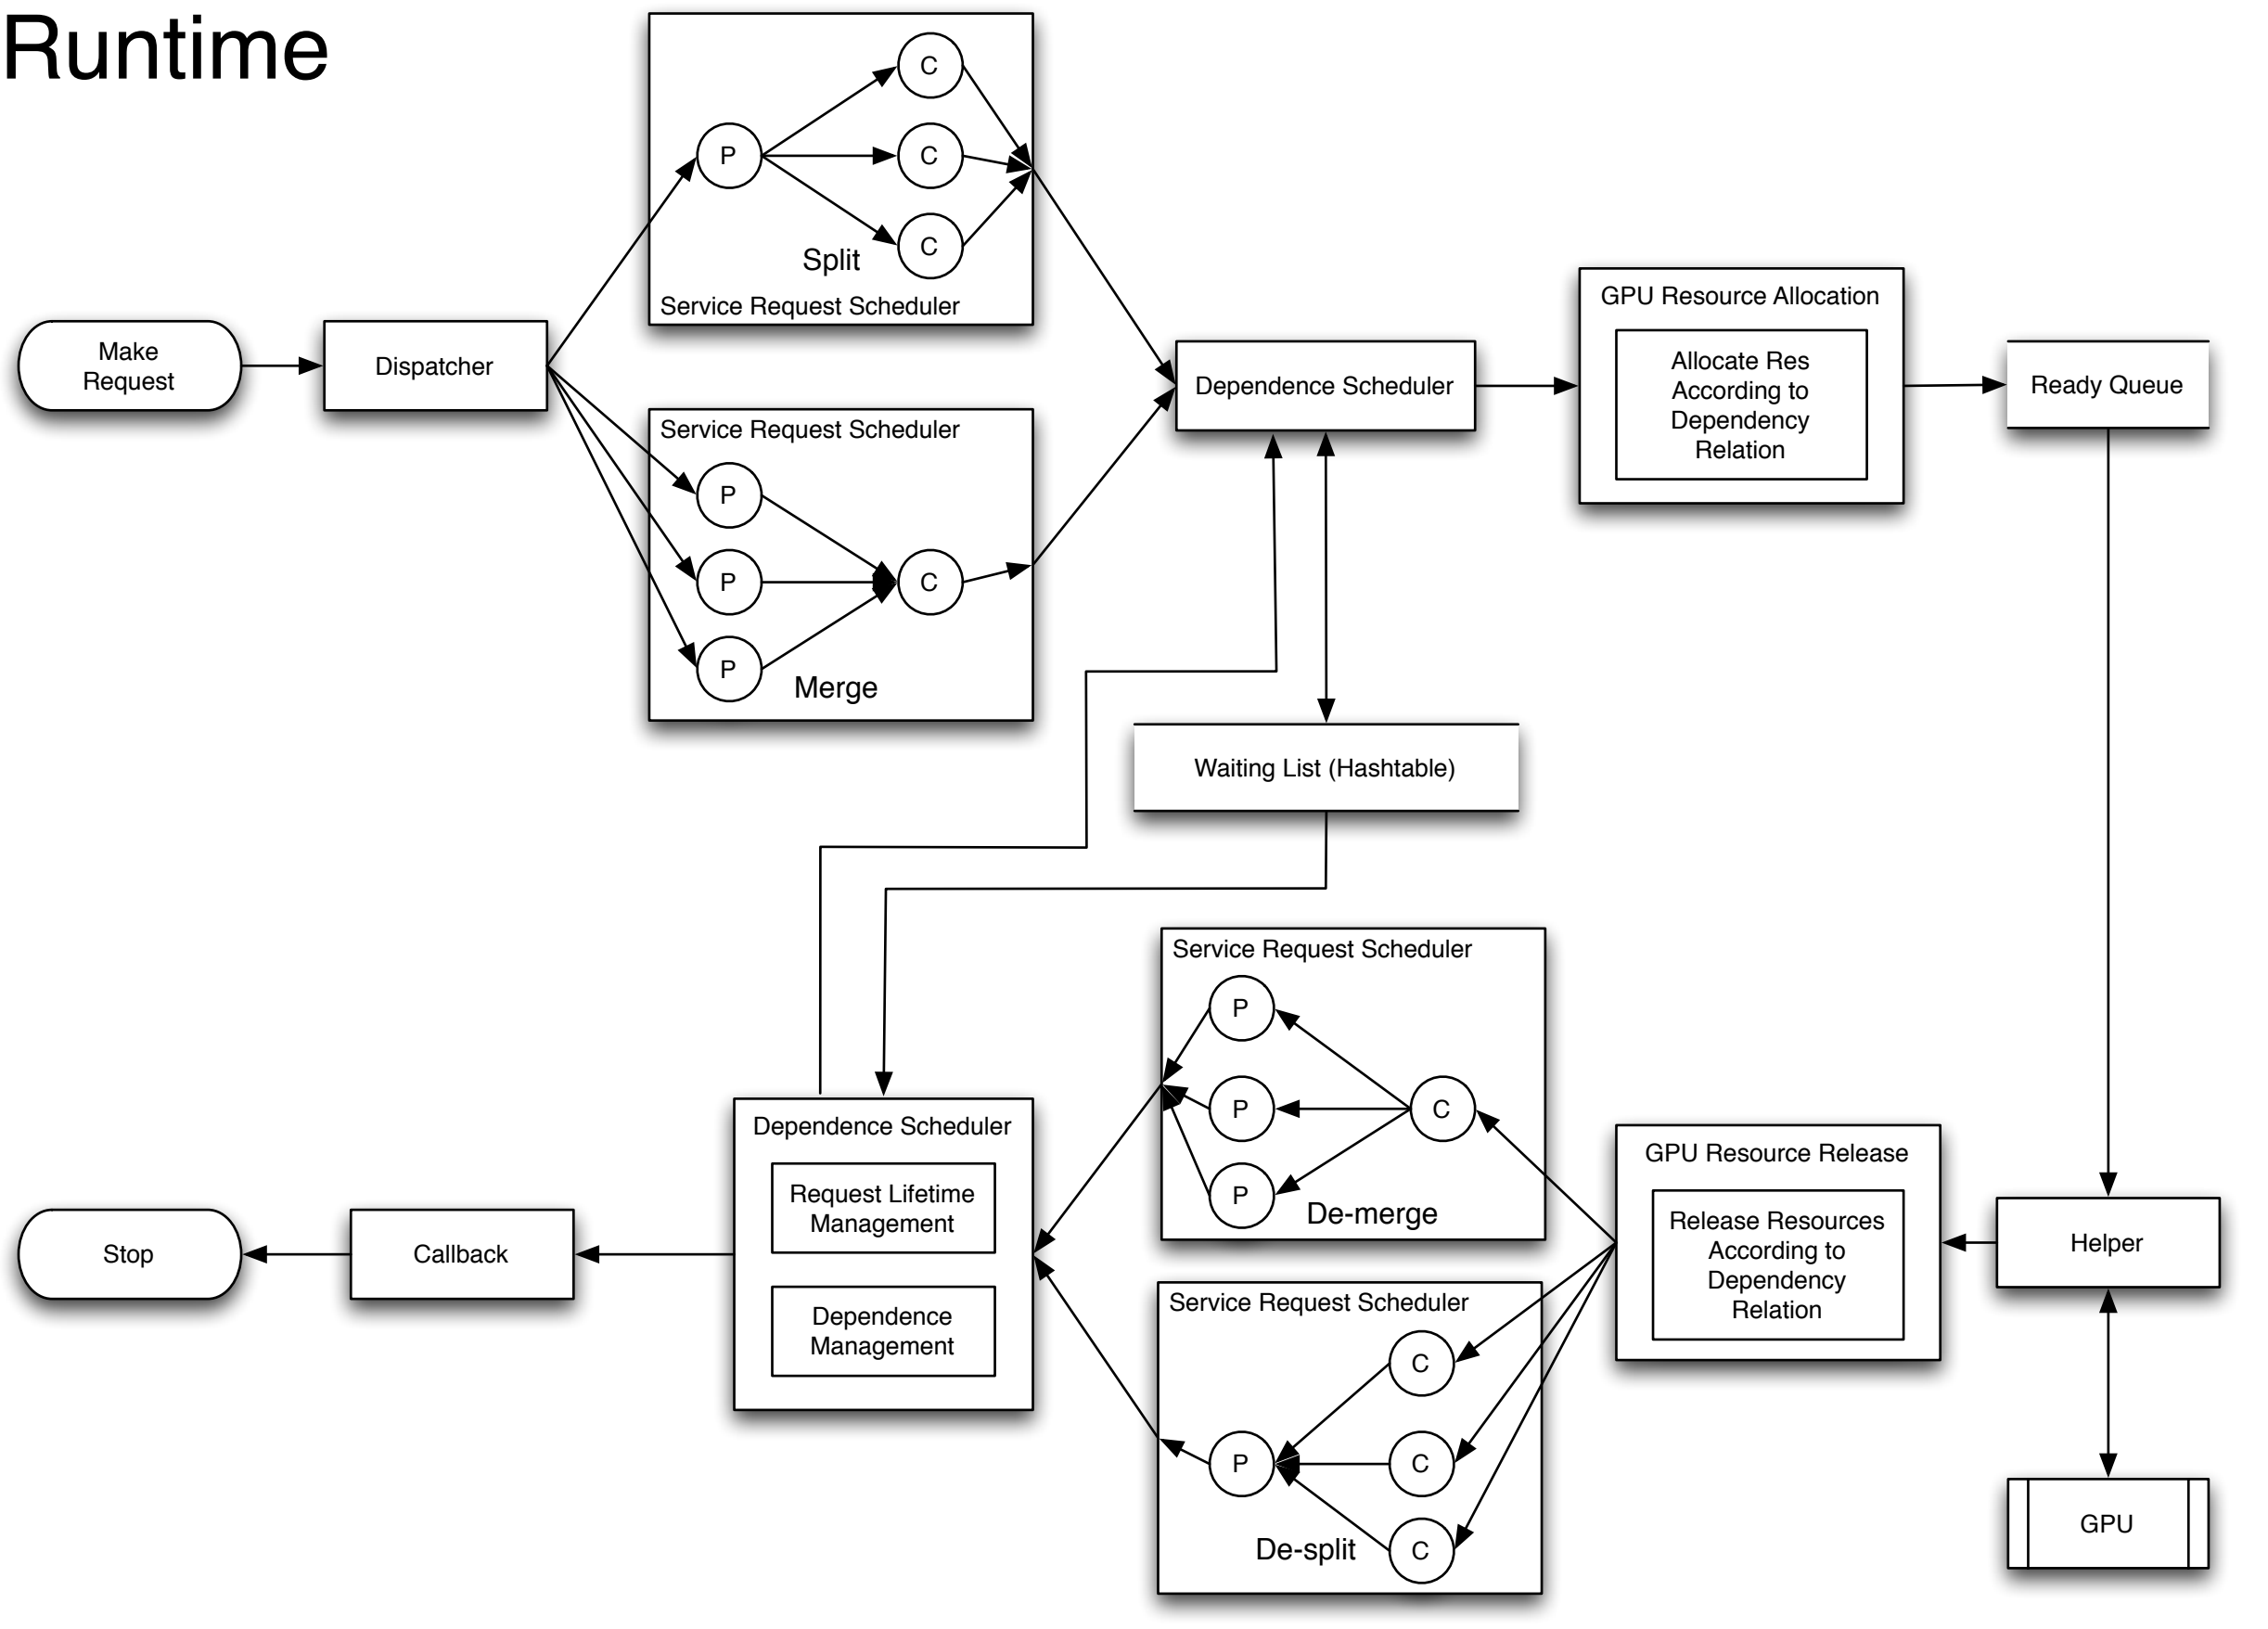 Runtime
C
P
C
C
Split
Service Request Scheduler
Make
Request
Dispatcher
Service Request Scheduler
P
P
C
P
Merge
Dependence Scheduler
GPU Resource Allocation
Allocate Res
According to
Dependency
Relation
Ready Queue
Waiting List (Hashtable)
Service Request Scheduler
P
P
C
P
De-merge
GPU Resource Release
Release Resources
According to
Dependency
Relation
Helper
Dependence Scheduler
Request Lifetime
Management
Dependence
Management
Stop
Callback
Service Request Scheduler
C
P
C
C
De-split
GPU